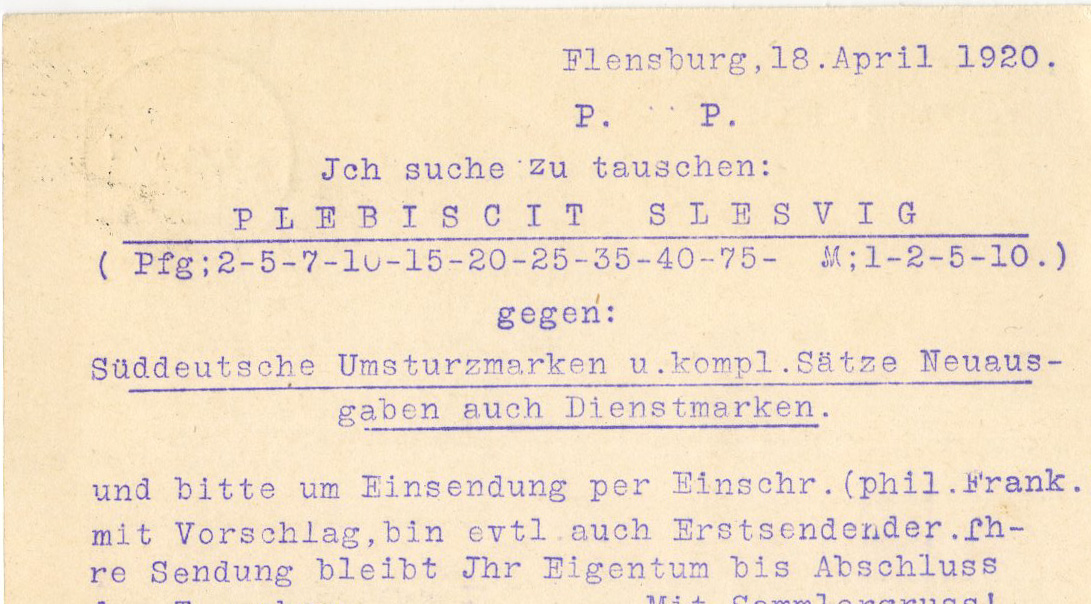 Flensburg,18.April 1920.
P. P.
Jch suche zu tauschen:
PLEBISCIT SLESVIG
( Pfg;2-5-7-10-15-20-25-35-40-75- M;1-2-5-10.)
gegen:
Süddeutsche Umsturzmarken u.kompl.Sätze Neuaus-
gaben auch Dienstmarken.
und bitte um Einsendung per Einschr.(phil.Frank.
mit Vorschlag,bin evtl.auch Erstsendender.Jh-
re Sendung bleibt Jhr Eigentum bis Abschluss
Mit Sammlergruss!